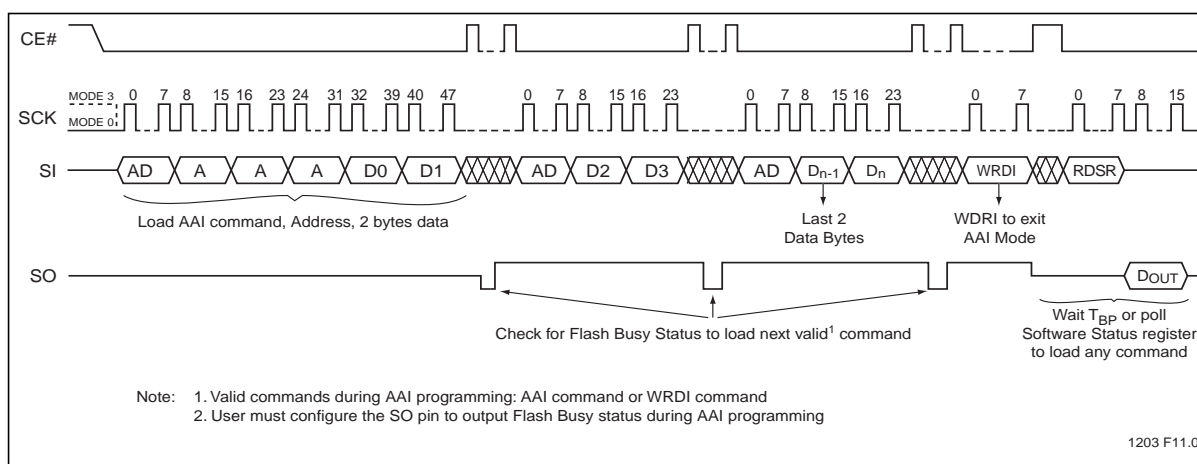 CE#
MODE 3
MODE 0
SCK
0 7 8 15 16 23 24 31 32 39 40 47 0 7 8 15 16 23 0 7 8 15 16 23 0 7 0 7 8 15
SI
AD A A A D0 D1 AD D2 D3 AD Dn-1 Dn WRDI RDSR
Load AAI command, Address, 2 bytes data
Last 2
Data Bytes
WDRI to exit
AAI Mode
SO
DOUT
Check for Flash Busy Status to load next valid1 command
Wait TBP or poll
Software Status register
to load any command
Note: 1. Valid commands during AAI programming: AAI command or WRDI command
2. User must configure the SO pin to output Flash Busy status during AAI programming
1203 F11.0